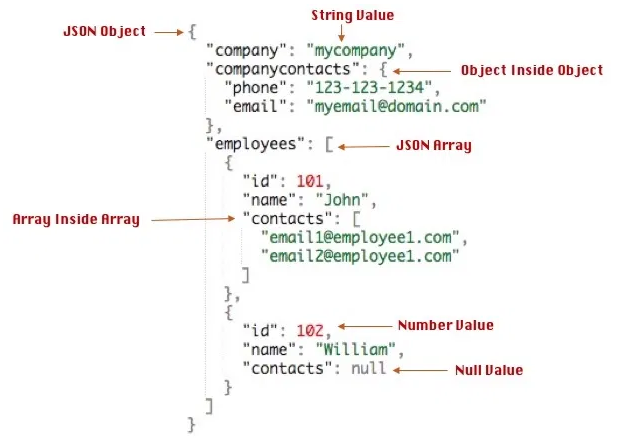 String Value
JSON Object {
"company": "mycompany",
"companycontacts": { Object Inside Object
"phone": "123-123-1234",
"email": "myemail@domain.com"
},
"employees": [ JSON Array
{
"id": 101,
"name": "John",
Array Inside Array "contacts": [
"email1@employee1.com",
"email2@employee1.com"
]
},
{
"id": 102, Number Value
"name": "William",
"contacts": null Null Value
}
]
}